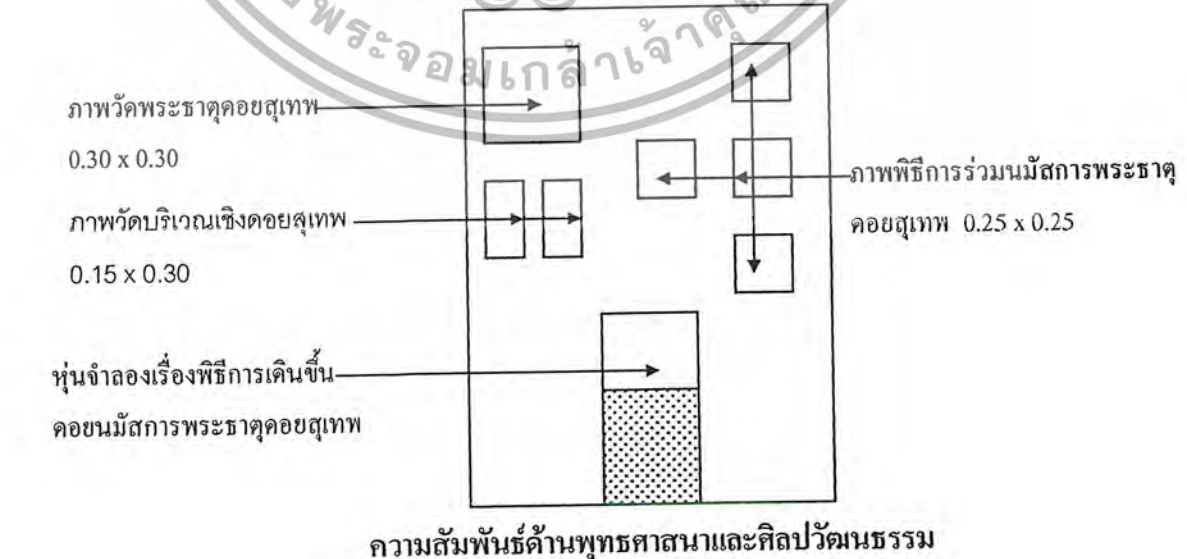 พระจอมเกล้าเจ้าคุณ
ภาพวัดพระธาตุดอยสุเทพ
0.30 x 0.30
ภาพวัดบริเวณเชิงดอยสุเทพ
0.15 x 0.30
ภาพพิธีการร่วมนมัสการพระธาตุ
ดอยสุเทพ 0.25 x 0.25
หุ่นจำลองเรื่องพิธีการเดินขึ้น
ดอยนมัสการพระธาตุดอยสุเทพ
ความสัมพันธ์ด้านพุทธศาสนาและศิลปวัฒนธรรม